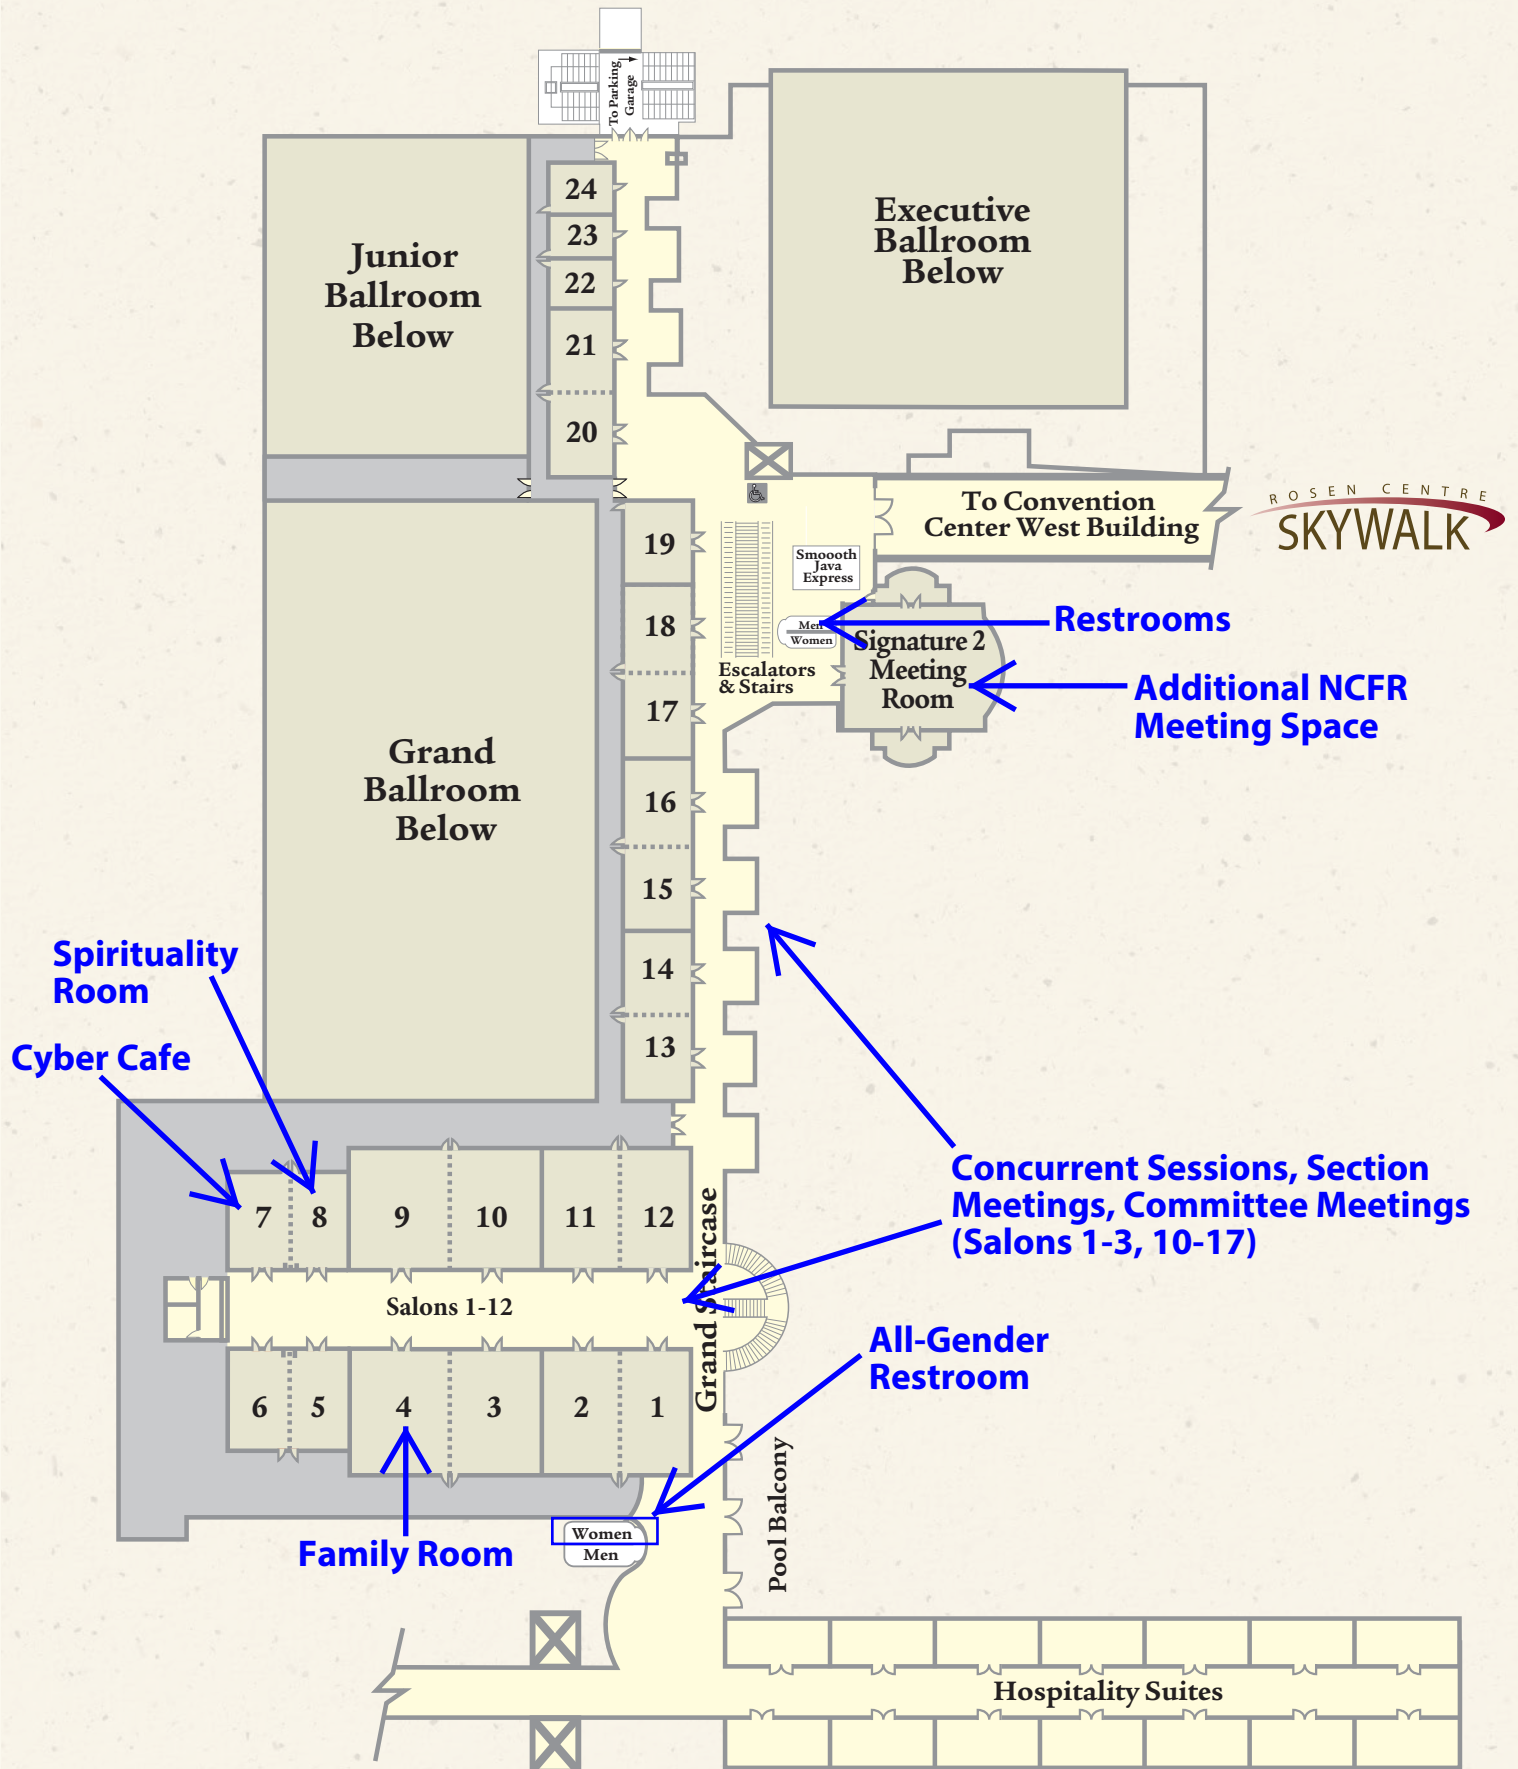 To Parking
Garage
24
23
22
21
20
Junior
Ballroom
Below
Executive
Ballroom
Below
To Convention
Center West Building
ROSEN CENTRE
SKYWALK
19
18
17
16
15
14
13
Smoooth
Java
Express
Men
Women
Restrooms
Escalators
& Stairs
Signature 2
Meeting
Room
Additional NCFR
Meeting Space
Grand
Ballroom
Below
Spirituality
Room
Cyber Cafe
Concurrent Sessions, Section
Meetings, Committee Meetings
(Salons 1-3, 10-17)
7
8
9
10
11
12
Grand Staircase
Salons 1-12
6
5
4
3
2
1
All-Gender
Restroom
Pool Balcony
Women
Men
Family Room
Hospitality Suites